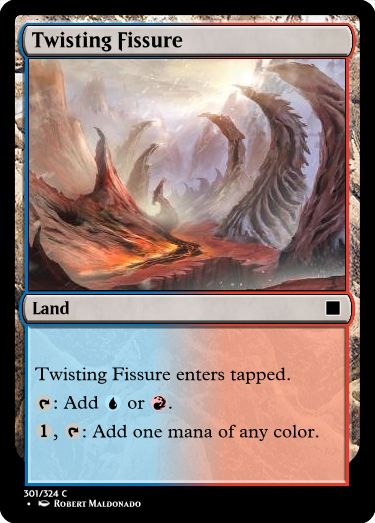 Twisting Fissure
Land
Twisting Fissure enters tapped.
: Add or .
1, : Add one mana of any color.
301/324 C
• Robert Maldonado